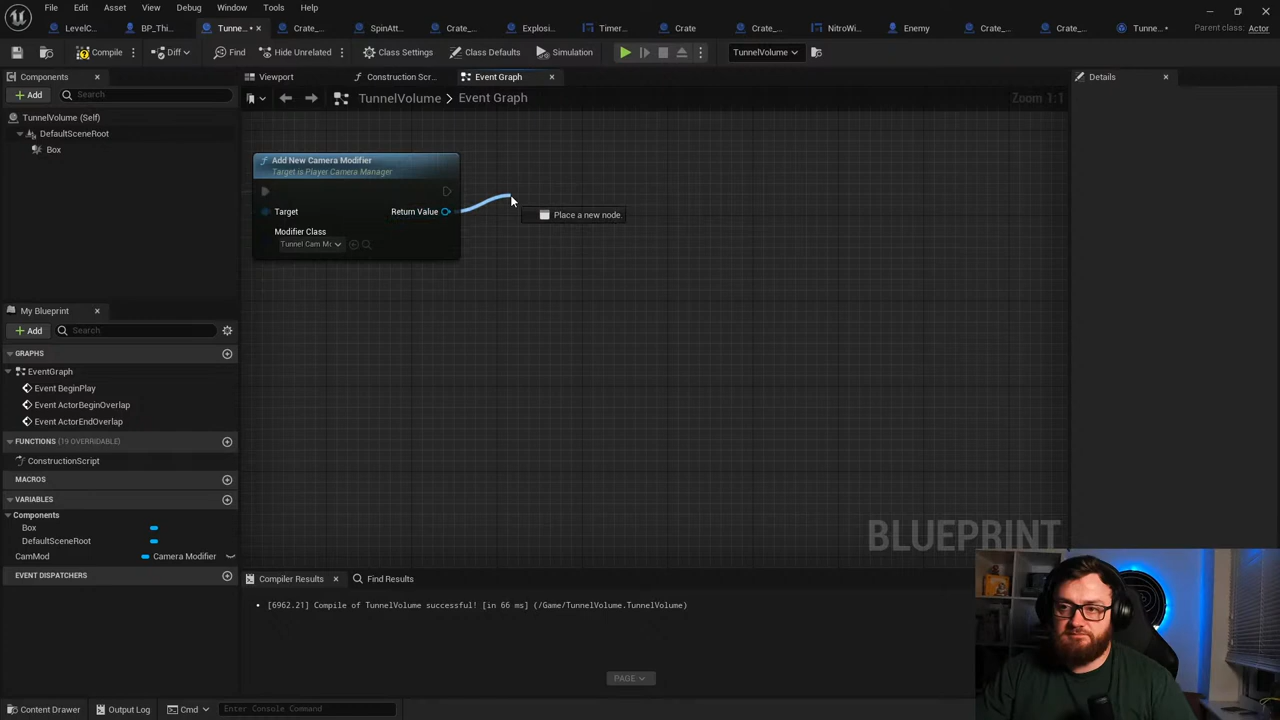 File Edit Asset View Debug Window Tools Help
LevelC... BP_Thi... Tunne... • × Crate_... SpinAtt... Crate_... Explosi... Timer... Crate Crate_... NitroWi... Enemy Crate_... Crate_... Tunne... • Parent class: Actor
Compile Diff Find Hide Unrelated Class Settings Class Defaults Simulation TunnelVolume
Components × Viewport Construction Scr... Event Graph × Details ×
+ Add Search TunnelVolume > Event Graph Zoom 1:1
TunnelVolume (Self)
DefaultSceneRoot
Box
Add New Camera Modifier
Target is Player Camera Manager
Target Return Value
Modifier Class
Tunnel Cam Mc
Place a new node.
My Blueprint ×
+ Add Search
GRAPHS
EventGraph
Event BeginPlay
Event ActorBeginOverlap
Event ActorEndOverlap
FUNCTIONS (19 OVERRIDABLE)
ConstructionScript
MACROS
VARIABLES
Components
Box
DefaultSceneRoot
CamMod Camera Modifier
EVENT DISPATCHERS
BLUEPRINT
Compiler Results × Find Results
• [6962.21] Compile of TunnelVolume successful! [in 66 ms] (/Game/TunnelVolume.TunnelVolume)
PAGE
Content Drawer Output Log Cmd Enter Console Command